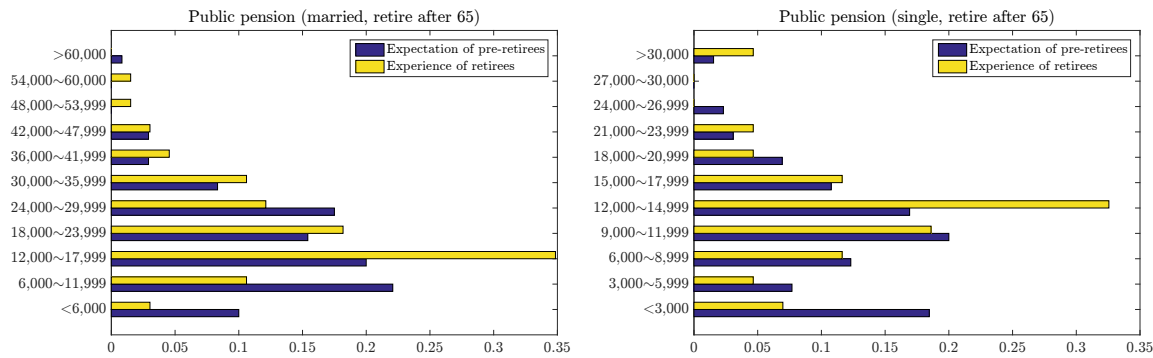 Public pension (married, retire after 65)
Expectation of pre-retirees
Experience of retirees
>60,000
54,000~60,000
48,000~53,999
42,000~47,999
36,000~41,999
30,000~35,999
24,000~29,999
18,000~23,999
12,000~17,999
6,000~11,999
<6,000
0 0.05 0.1 0.15 0.2 0.25 0.3 0.35
Public pension (single, retire after 65)
Expectation of pre-retirees
Experience of retirees
>30,000
27,000~30,000
24,000~26,999
21,000~23,999
18,000~20,999
15,000~17,999
12,000~14,999
9,000~11,999
6,000~8,999
3,000~5,999
<3,000
0 0.05 0.1 0.15 0.2 0.25 0.3 0.35